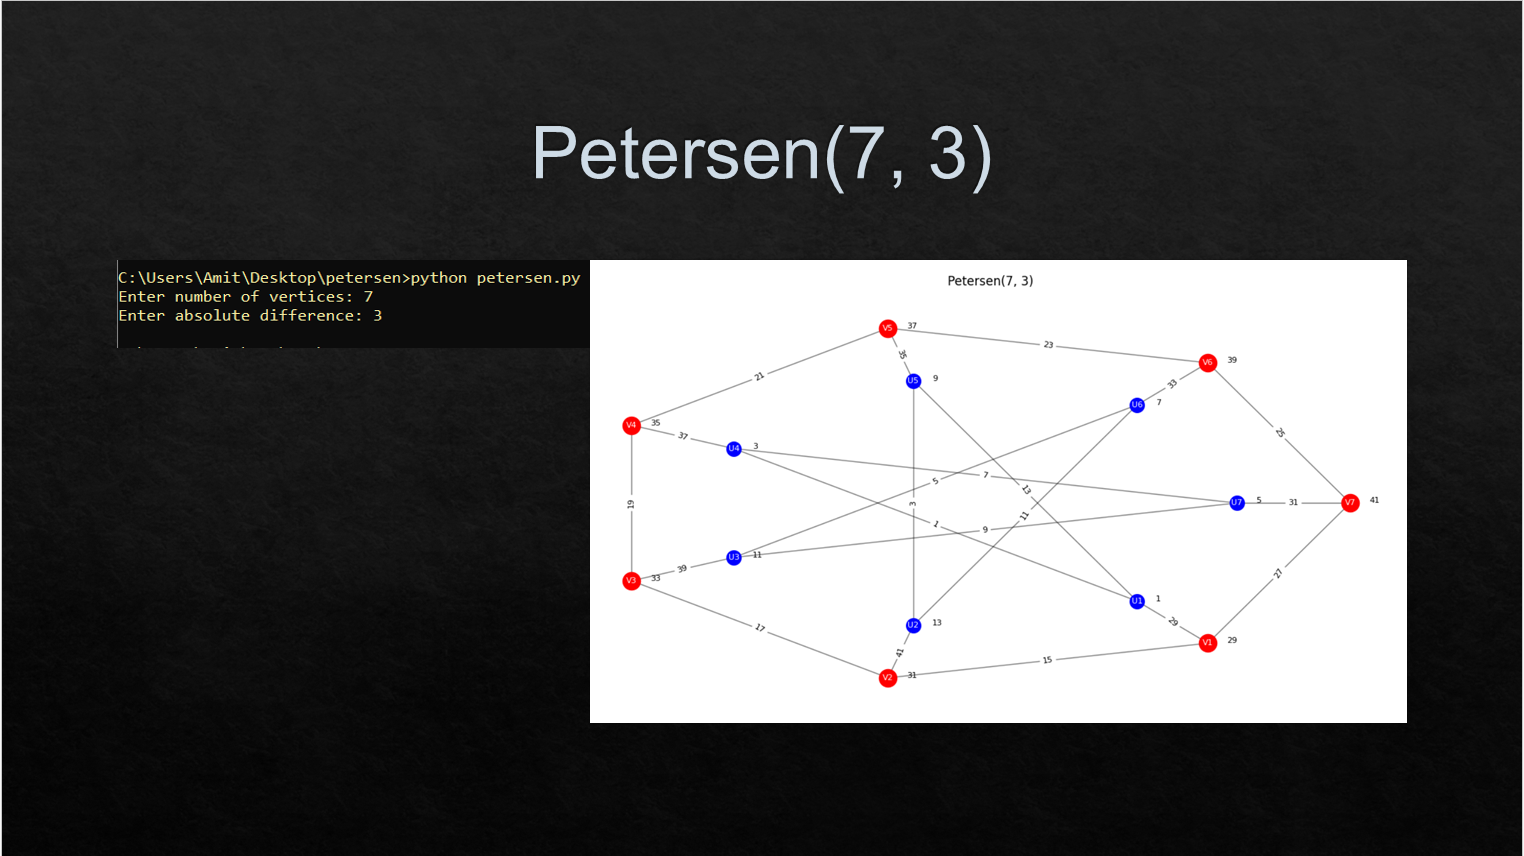 Petersen(7, 3)
C:\Users\Amit\Desktop\petersen>python petersen.py
Enter number of vertices: 7
Enter absolute difference: 3
Petersen(7, 3)
V5 37
23
V6 39
35
21
U5 9
33
U6 7
V4 35
37
U4 3
25
5
7
13
19
3
11
1
9
U7 5
31
V7 41
U3 11
39
V3 33
27
U1 1
29
17
U2 13
41
V1 29
15
V2 31